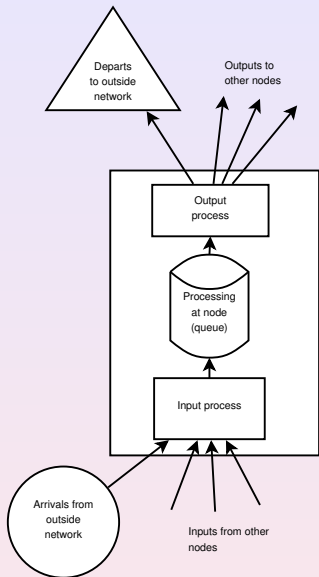 Departs
to outside
network
Outputs to
other nodes
Output
process
Processing
at node
(queue)
Input process
Arrivals from
outside
network
Inputs from other
nodes